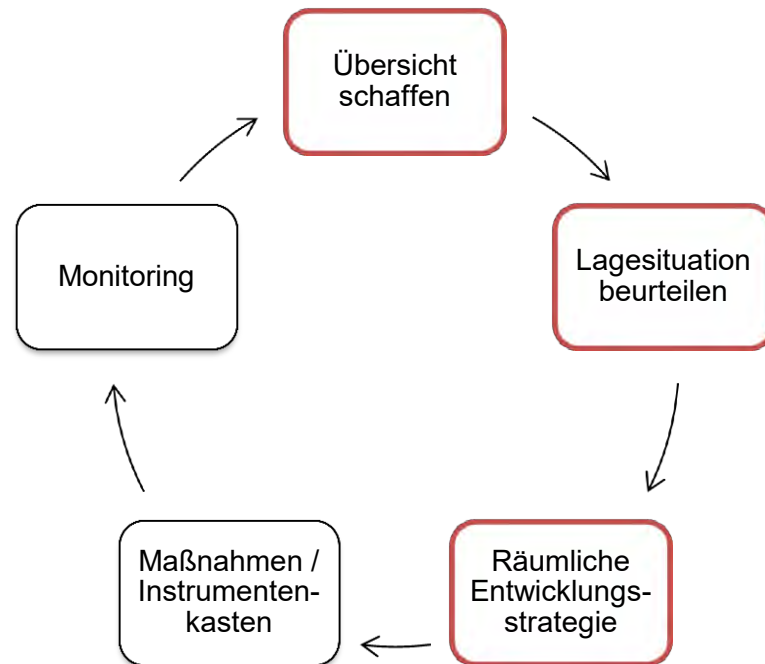 Übersicht
schaffen
Lagesituation
beurteilen
Räumliche
Entwicklungs-
strategie
Maßnahmen /
Instrumenten-
kasten
Monitoring